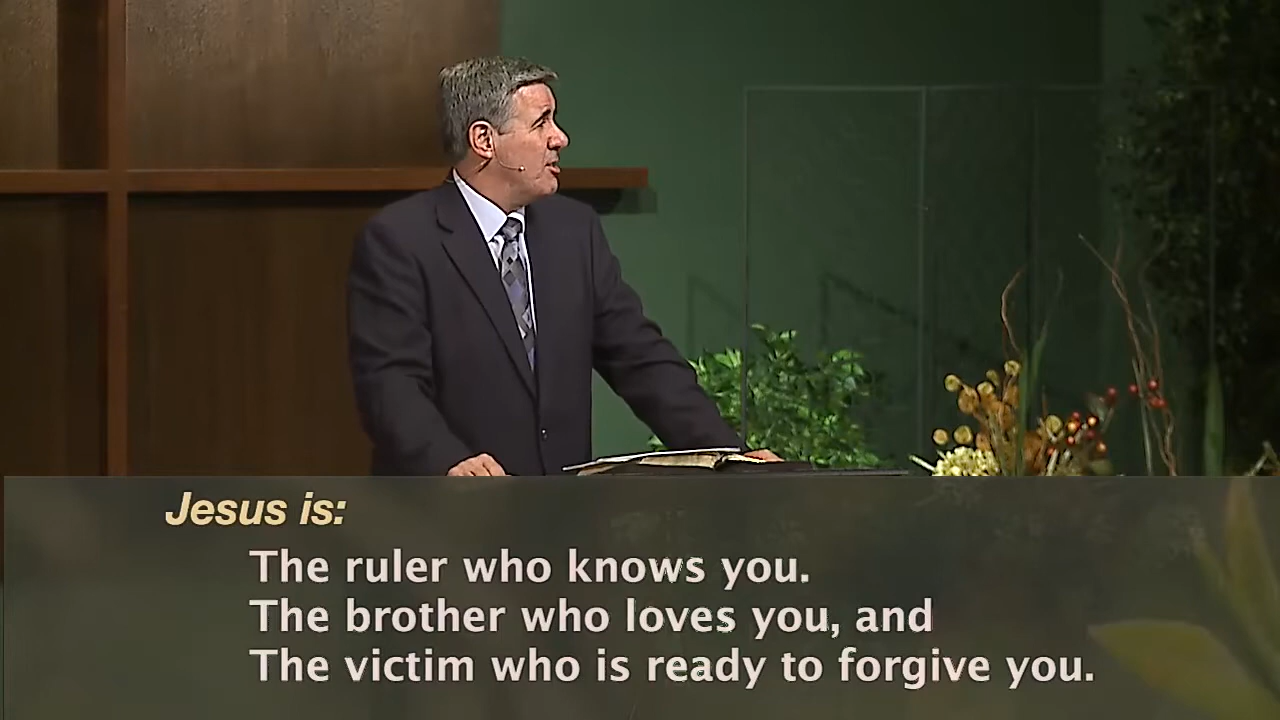 Jesus is:
The ruler who knows you.
The brother who loves you, and
The victim who is ready to forgive you.